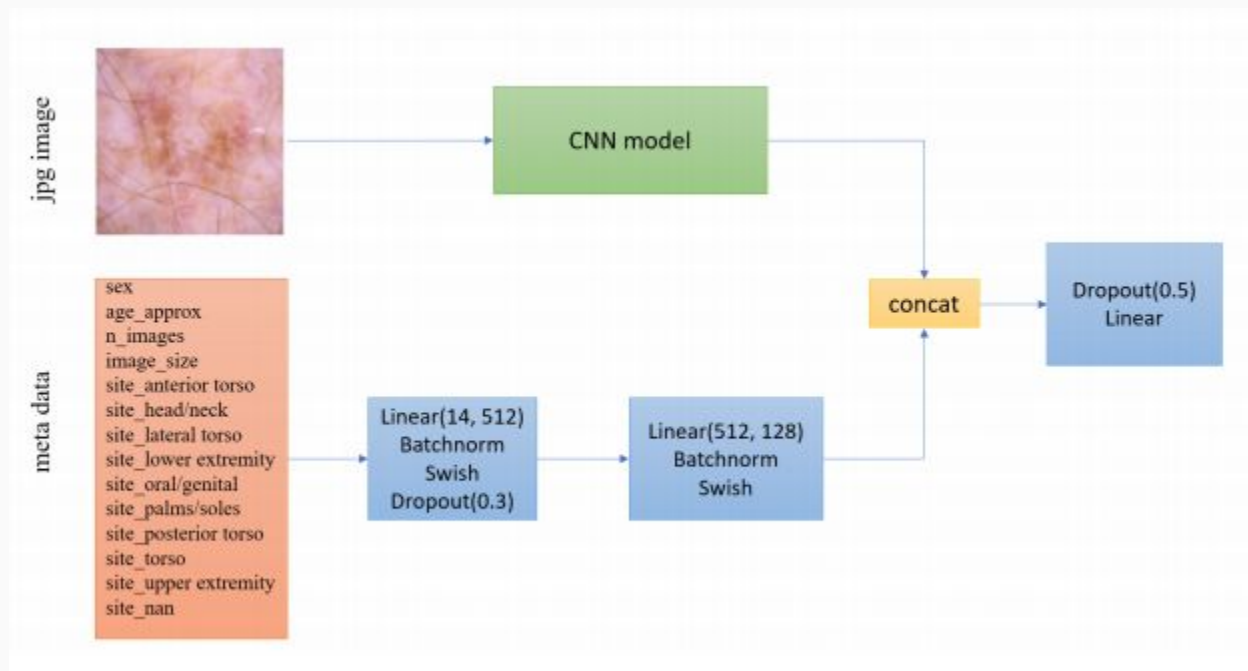 jpg image
CNN model
meta data
sex
age_approx
n_images
image_size
site_anterior torso
site_head/neck
site_lateral torso
site_lower extremity
site_oral/genital
site_palms/soles
site_posterior torso
site_torso
site_upper extremity
site_nan
Linear(14, 512)
Batchnorm
Swish
Dropout(0.3)
Linear(512, 128)
Batchnorm
Swish
concat
Dropout(0.5)
Linear